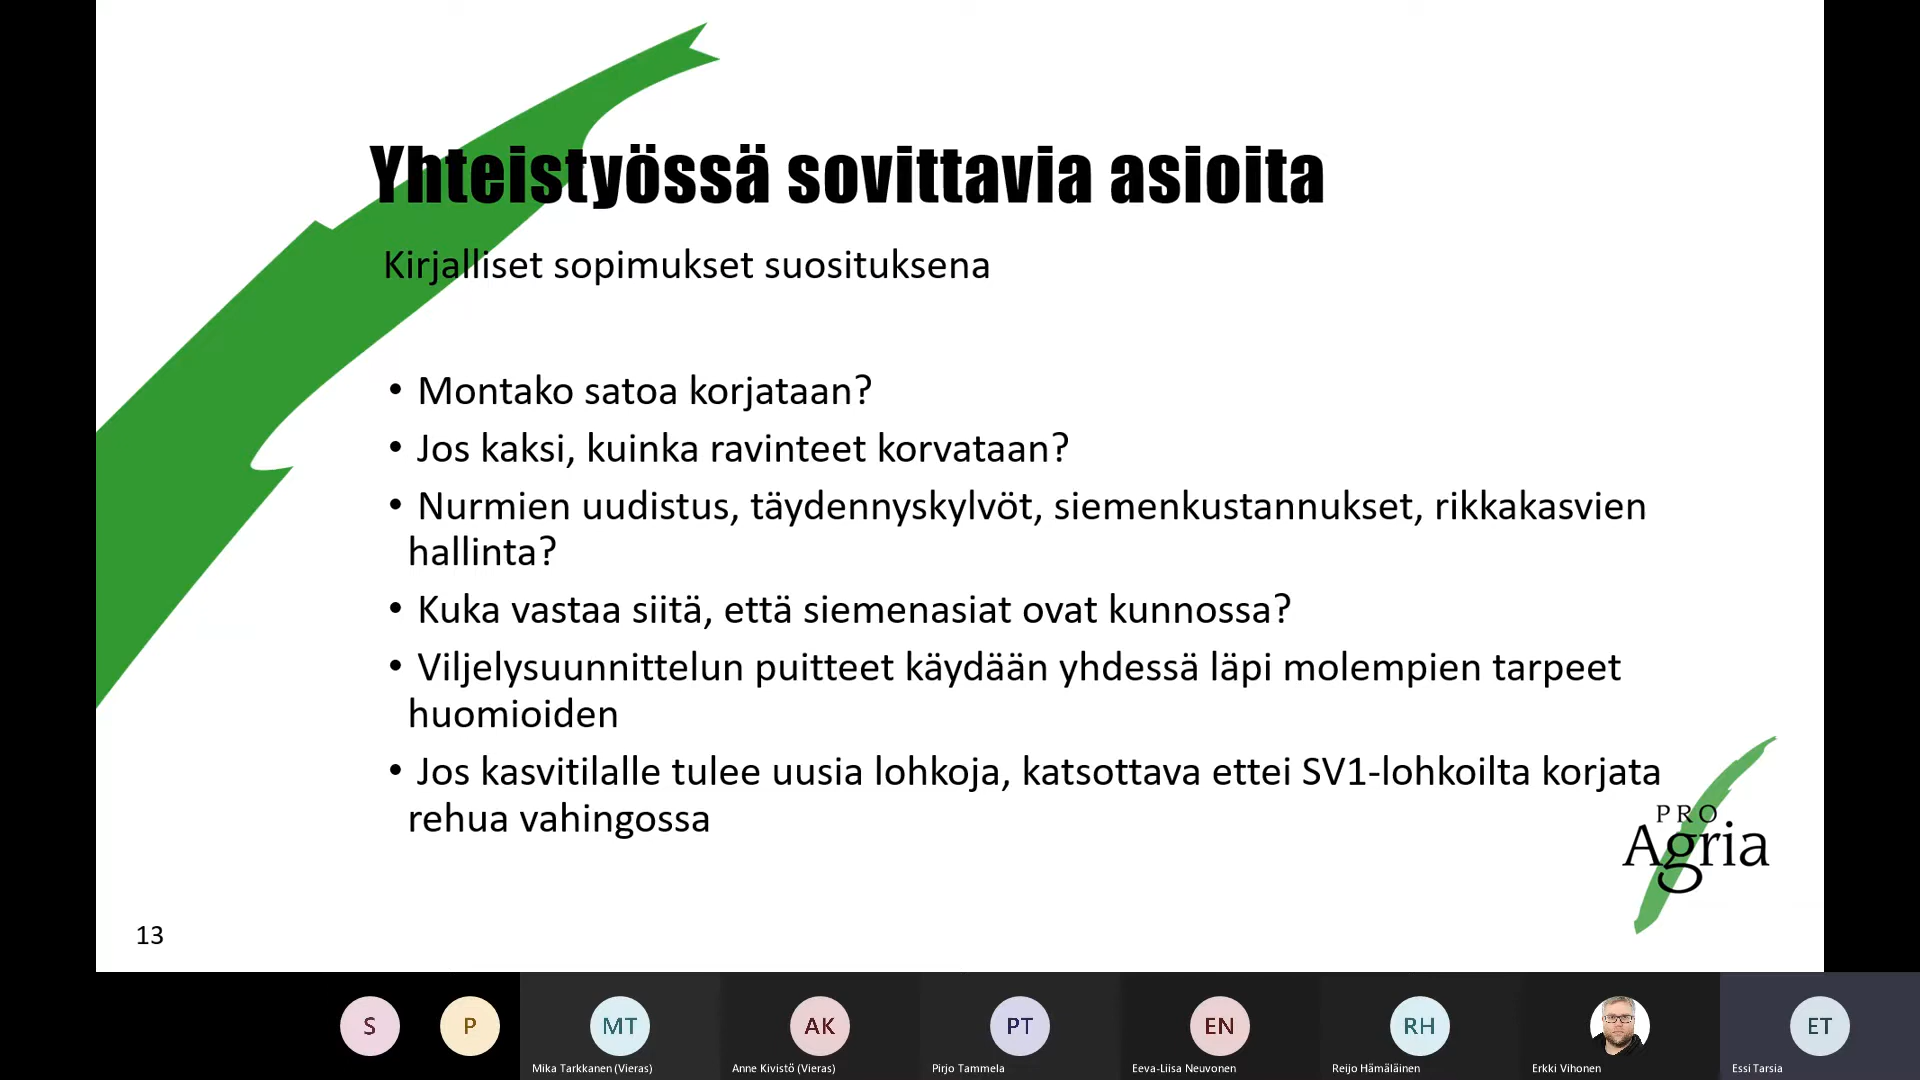 Yhteistyössä sovittavia asioita
Kirjalliset sopimukset suosituksena
• Montako satoa korjataan?
• Jos kaksi, kuinka ravinteet korvataan?
• Nurmien uudistus, täydennyskylvöt, siemenkustannukset, rikkakasvien
hallinta?
• Kuka vastaa siitä, että siemenasiat ovat kunnossa?
• Viljelysuunnittelun puitteet käydään yhdessä läpi molempien tarpeet
huomioiden
• Jos kasvitilalle tulee uusia lohkoja, katsottava ettei SV1-lohkoilta korjata
rehua vahingossa
PRO
Agria
13
S
P
MT
AK
PT
EN
RH
ET
Mika Tarkkanen (Vieras)
Anne Kivistö (Vieras)
Pirjo Tammela
Eeva-Liisa Neuvonen
Reijo Hämäläinen
Erkki Vihonen
Essi Tarsia